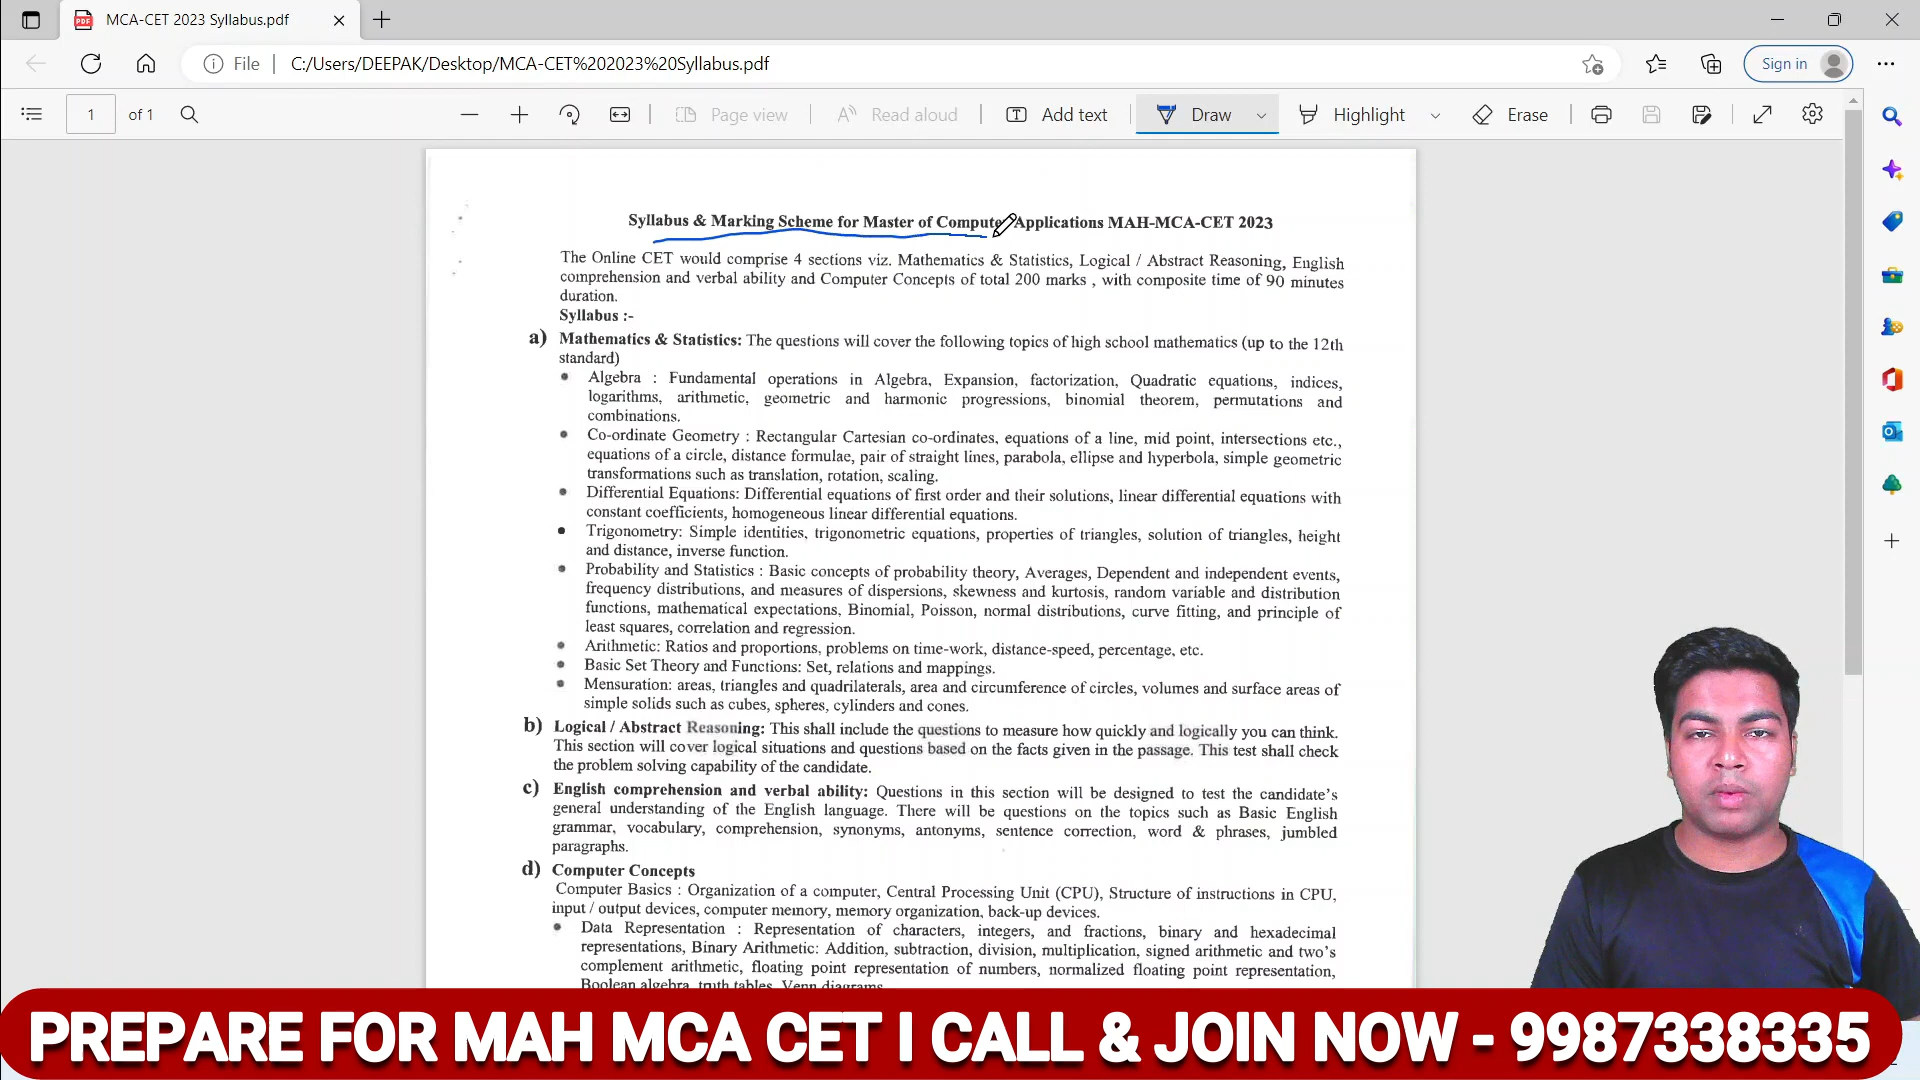 MCA-CET 2023 Syllabus.pdf
File
C:/Users/DEEPAK/Desktop/MCA-CET%202023%20Syllabus.pdf
Sign in
1 of 1
Page view
Read aloud
Add text
Draw
Highlight
Erase
Syllabus & Marking Scheme for Master of Computer Applications MAH-MCA-CET 2023
The Online CET would comprise 4 sections viz. Mathematics & Statistics, Logical / Abstract Reasoning, English
comprehension and verbal ability and Computer Concepts of total 200 marks , with composite time of 90 minutes
duration.
Syllabus :-
a) Mathematics & Statistics: The questions will cover the following topics of high school mathematics (up to the 12th
standard)
• Algebra : Fundamental operations in Algebra, Expansion, factorization, Quadratic equations, indices,
logarithms, arithmetic, geometric and harmonic progressions, binomial theorem, permutations and
combinations.
• Co-ordinate Geometry : Rectangular Cartesian co-ordinates, equations of a line, mid point, intersections etc.,
equations of a circle, distance formulae, pair of straight lines, parabola, ellipse and hyperbola, simple geometric
transformations such as translation, rotation, scaling.
• Differential Equations: Differential equations of first order and their solutions, linear differential equations with
constant coefficients, homogeneous linear differential equations.
• Trigonometry: Simple identities, trigonometric equations, properties of triangles, solution of triangles, height
and distance, inverse function.
• Probability and Statistics : Basic concepts of probability theory, Averages, Dependent and independent events,
frequency distributions, and measures of dispersions, skewness and kurtosis, random variable and distribution
functions, mathematical expectations, Binomial, Poisson, normal distributions, curve fitting, and principle of
least squares, correlation and regression.
• Arithmetic: Ratios and proportions, problems on time-work, distance-speed, percentage, etc.
• Basic Set Theory and Functions: Set, relations and mappings.
• Mensuration: areas, triangles and quadrilaterals, area and circumference of circles, volumes and surface areas of
simple solids such as cubes, spheres, cylinders and cones.
b) Logical / Abstract Reasoning: This shall include the questions to measure how quickly and logically you can think.
This section will cover logical situations and questions based on the facts given in the passage. This test shall check
the problem solving capability of the candidate.
c) English comprehension and verbal ability: Questions in this section will be designed to test the candidate's
general understanding of the English language. There will be questions on the topics such as Basic English
grammar, vocabulary, comprehension, synonyms, antonyms, sentence correction, word & phrases, jumbled
paragraphs.
d) Computer Concepts
Computer Basics : Organization of a computer, Central Processing Unit (CPU), Structure of instructions in CPU,
input / output devices, computer memory, memory organization, back-up devices.
• Data Representation : Representation of characters, integers, and fractions, binary and hexadecimal
representations, Binary Arithmetic: Addition, subtraction, division, multiplication, signed arithmetic and two's
complement arithmetic, floating point representation of numbers, normalized floating point representation,
Boolean algebra, truth tables, Venn diagrams.
PREPARE FOR MAH MCA CET I CALL & JOIN NOW - 9987338335